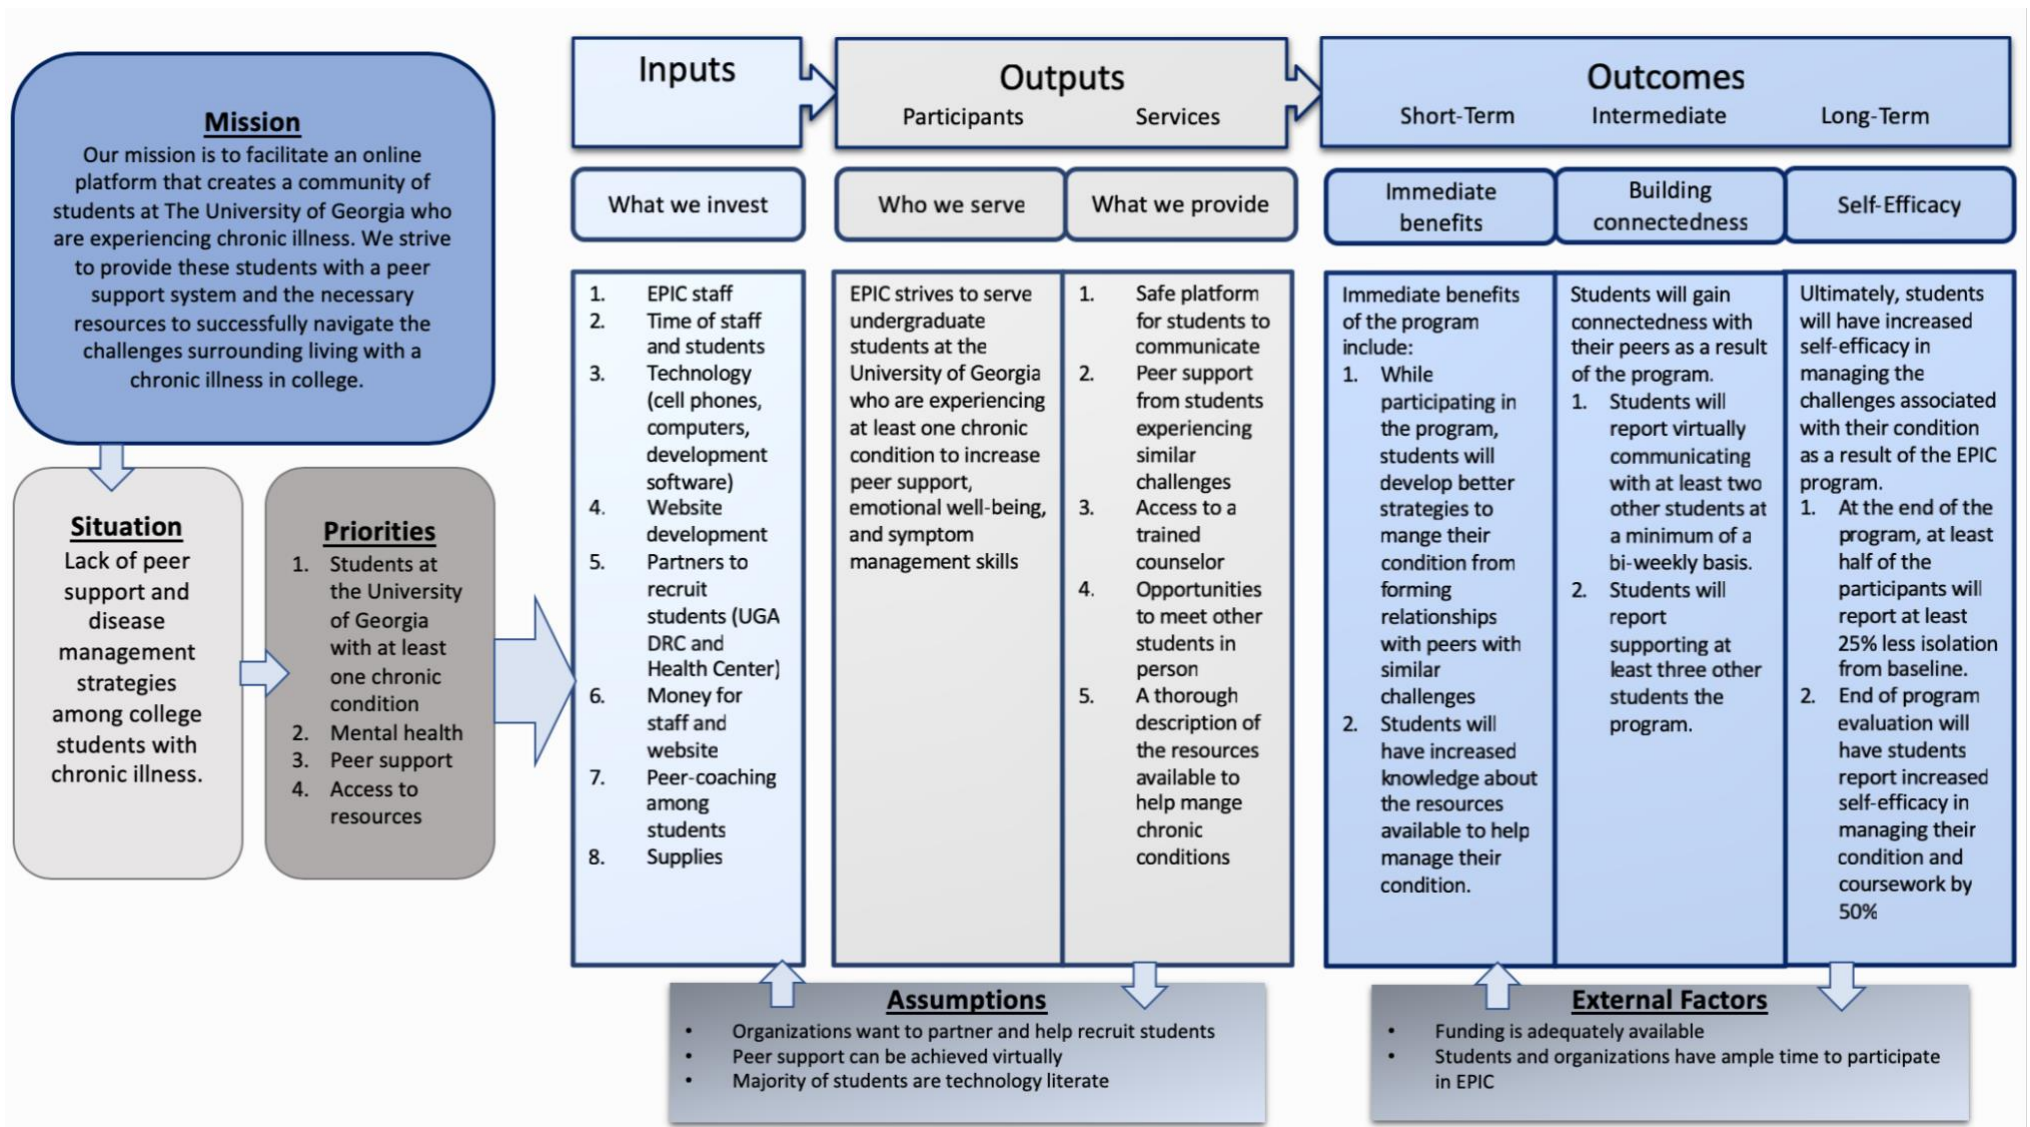 Mission
Our mission is to facilitate an online
platform that creates a community of
students at The University of Georgia who
are experiencing chronic illness. We strive
to provide these students with a peer
support system and the necessary
resources to successfully navigate the
challenges surrounding living with a
chronic illness in college.
Situation
Lack of peer
support and
disease
management
strategies
among college
students with
chronic illness.
Priorities
1. Students at
the University
of Georgia
with at least
one chronic
condition
2. Mental health
3. Peer support
4. Access to
resources
Inputs
What we invest
1. EPIC staff
2. Time of staff
and students
3. Technology
(cell phones,
computers,
development
software)
4. Website
development
5. Partners to
recruit
students (UGA
DRC and
Health Center)
6. Money for
staff and
website
7. Peer-coaching
among
students
8. Supplies
Outputs
Participants Services
Who we serve
EPIC strives to serve
undergraduate
students at the
University of Georgia
who are experiencing
at least one chronic
condition to increase
peer support,
emotional well-being,
and symptom
management skills
What we provide
1. Safe platform
for students to
communicate
2. Peer support
from students
experiencing
similar
challenges
3. Access to a
trained
counselor
4. Opportunities
to meet other
students in
person
5. A thorough
description of
the resources
available to
help mange
chronic
conditions
Outcomes
Short-Term Intermediate Long-Term
Immediate
benefits
Immediate benefits
of the program
include:
1. While
participating in
the program,
students will
develop better
strategies to
mange their
condition from
forming
relationships
with peers with
similar
challenges
2. Students will
have increased
knowledge about
the resources
available to help
manage their
condition.
Building
connectedness
Students will gain
connectedness with
their peers as a result
of the program.
1. Students will
report virtually
communicating
with at least two
other students at
a minimum of a
bi-weekly basis.
2. Students will
report
supporting at
least three other
students the
program.
Self-Efficacy
Ultimately, students
will have increased
self-efficacy in
managing the
challenges associated
with their condition
as a result of the EPIC
program.
1. At the end of the
program, at least
half of the
participants will
report at least
25% less isolation
from baseline.
2. End of program
evaluation will
have students
report increased
self-efficacy in
managing their
condition and
coursework by
50%
Assumptions
• Organizations want to partner and help recruit students
• Peer support can be achieved virtually
• Majority of students are technology literate
External Factors
• Funding is adequately available
• Students and organizations have ample time to participate
in EPIC